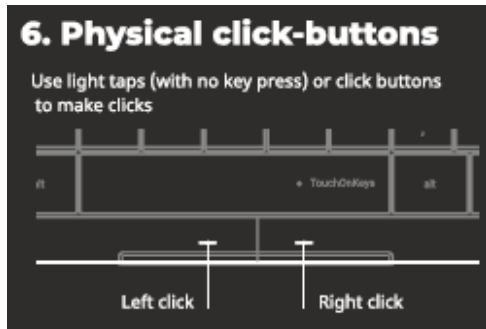 6. Physical click-buttons
Use light taps (with no key press) or click buttons
to make clicks
TouchOnKeys
alt
Left click
Right click